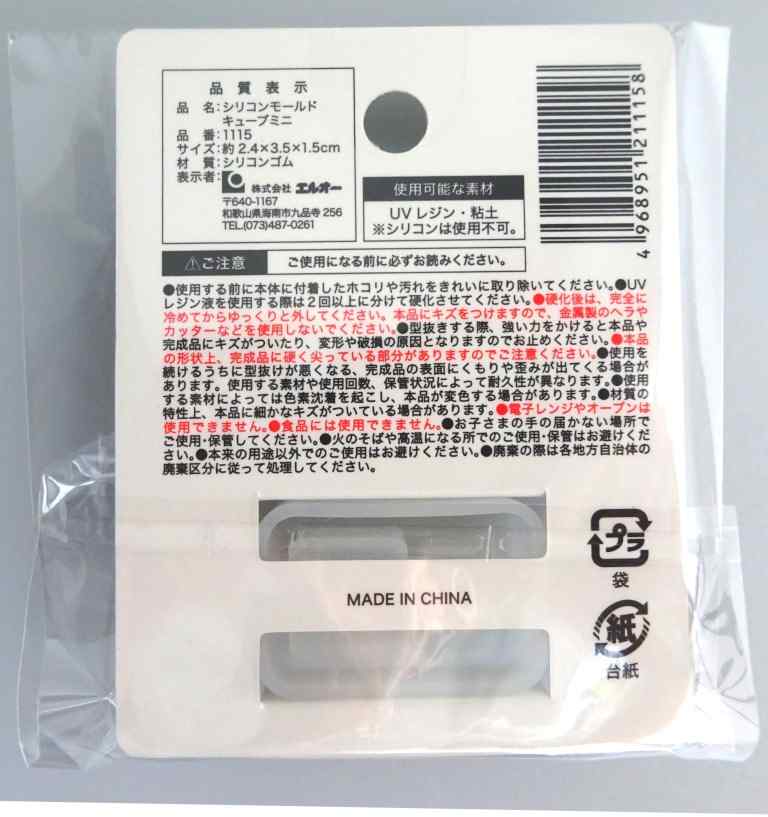 品質表示
品 名:シリコンモールド
キューブミニ
品 番:1115
サイズ:約2.4×3.5×1.5cm
材 質:シリコンゴム
表示者: 株式会社 エルオー
〒640-1167
和歌山県海南市九品寺256
TEL.(073)487-0261
使用可能な素材
UVレジン・粘土
※シリコンは使用不可。
4 968951 211158
⚠ご注意 ご使用になる前に必ずお読みください。
●使用する前に本体に付着したホコリや汚れをきれいに取り除いてください。●UV
レジン液を使用する際は2回以上に分けて硬化させてください。●硬化後は、完全に
冷めてからゆっくりと外してください。本品にキズをつけますので、金属製のヘラや
カッターなどを使用しないでください。●型抜きする際、強い力をかけると本品や
完成品にキズがついたり、変形や破損の原因となりますのでお止めください。●本品
の形状上、完成品に硬く尖っている部分がありますのでご注意ください。●使用を
続けるうちに型抜けが悪くなる、完成品の表面にくもりや歪みが出てくる場合が
あります。使用する素材や使用回数、保管状況によって耐久性が異なります。●使用
する素材によっては色素沈着を起こし、本品が変色する場合があります。●材質の
特性上、本品に細かなキズがついている場合があります。●電子レンジやオーブンは
使用できません。●食品には使用できません。●お子さまの手の届かない場所で
ご使用・保管してください。●火のそばや高温になる所でのご使用・保管はお避けくだ
さい。●本来の用途以外でのご使用はお避けください。●廃棄の際は各地方自治体の
廃棄区分に従って処理してください。
プラ
袋
MADE IN CHINA
紙
台紙